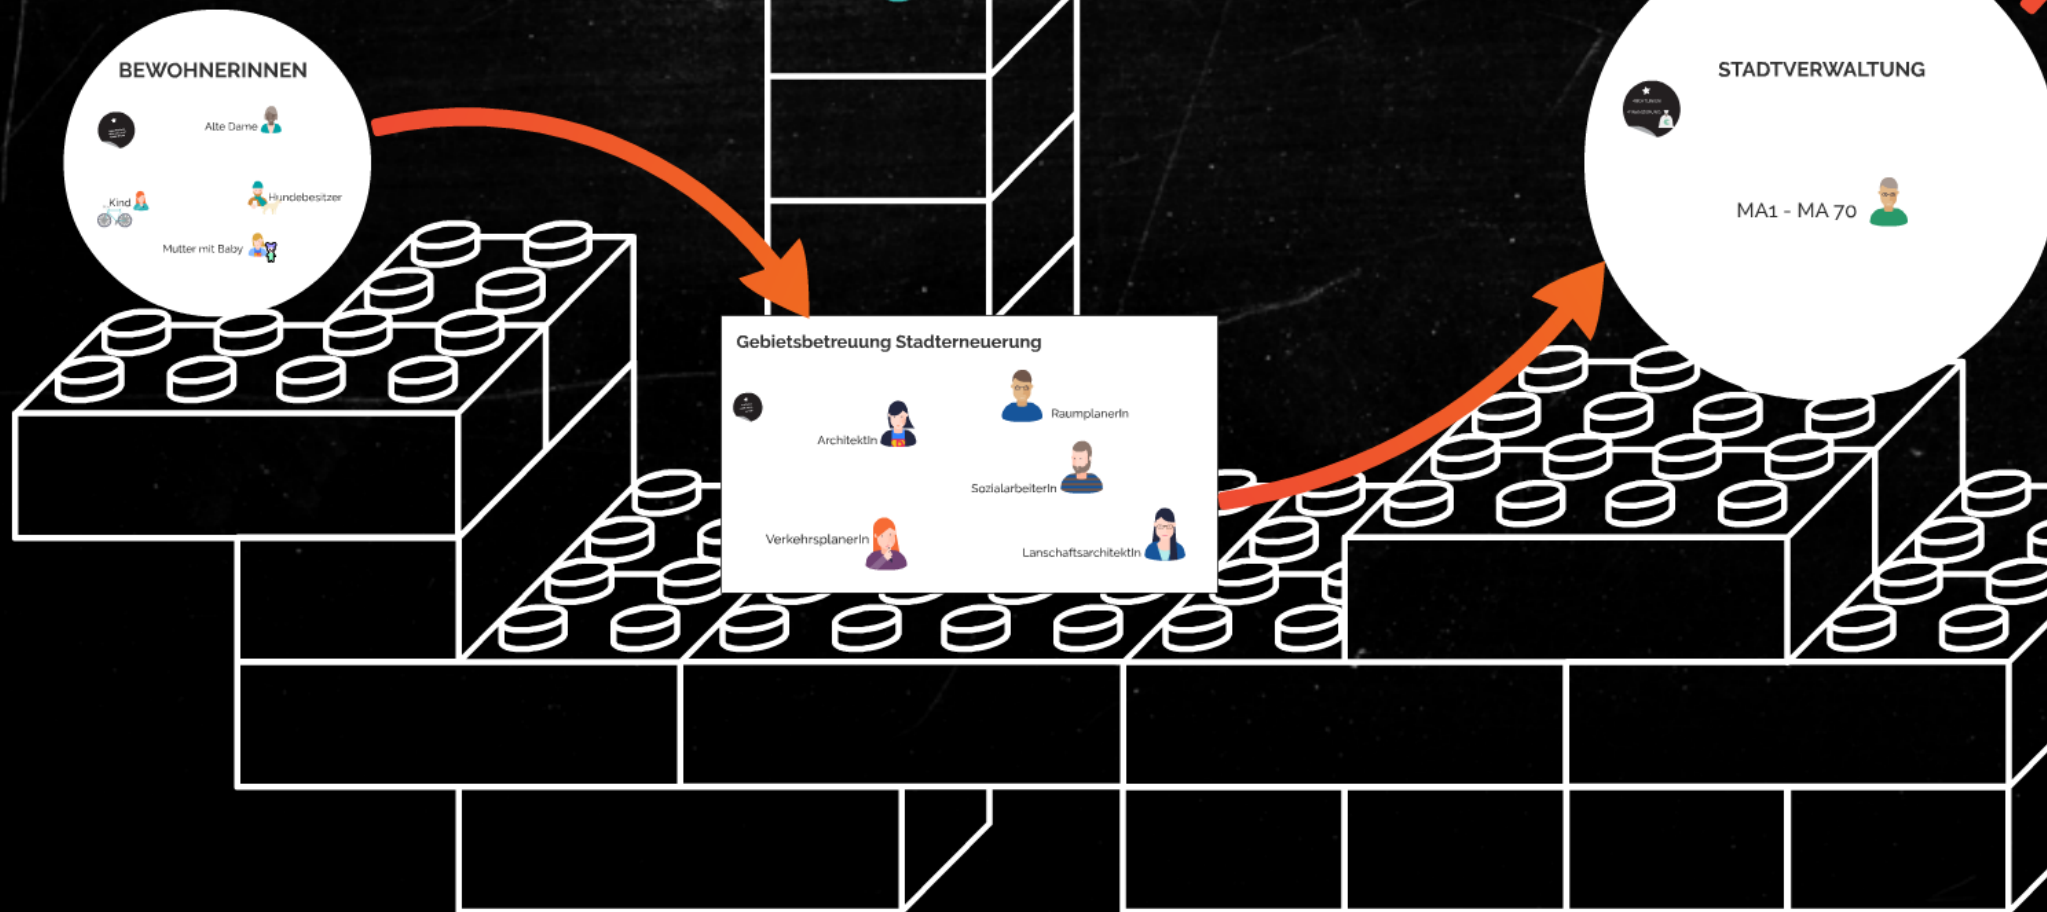 BEWOHNERINNEN
Alte Dame
Kind
Hundebesitzer
Mutter mit Baby
Gebietsbetreuung Stadterneuerung
RaumplanerIn
ArchitektIn
SozialarbeiterIn
VerkehrsplanerIn
LanschaftsarchitektIn
STADTVERWALTUNG
MA1 - MA 70